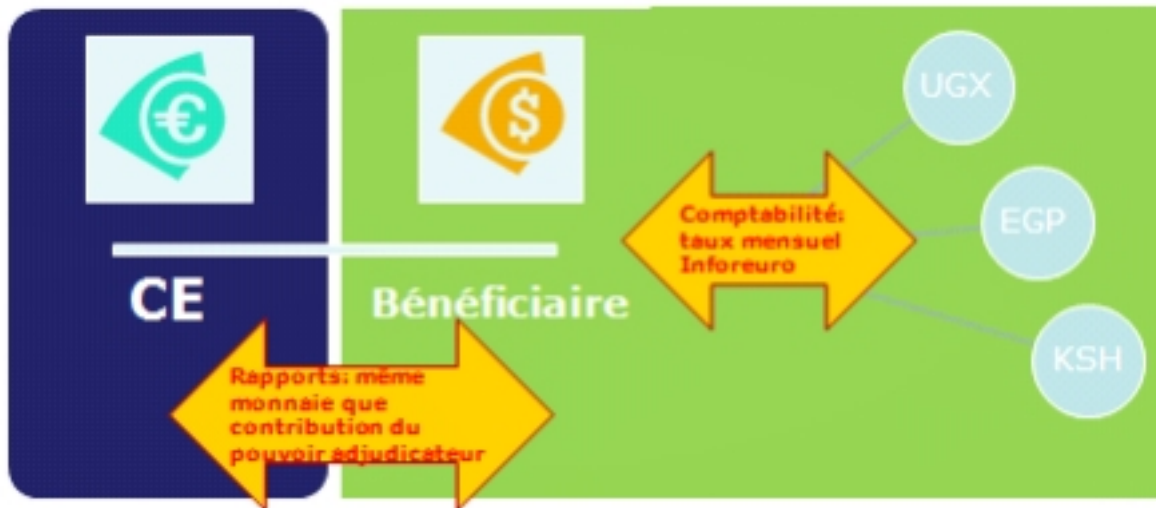 €
$
UGX
Comptabilité:
taux mensuel
Inforeuro
EGP
CE
Bénéficiaire
KSH
Rapports: même
monnaie que
contribution du
pouvoir adjudicateur